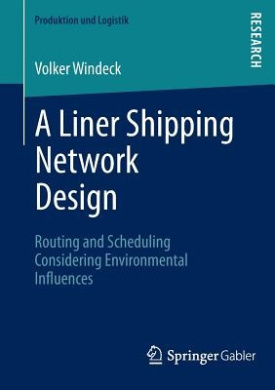 Produktion und Logistik
RESEARCH
Volker Windeck
A Liner Shipping
Network
Design
Routing and Scheduling
Considering Environmental
Influences
Springer Gabler